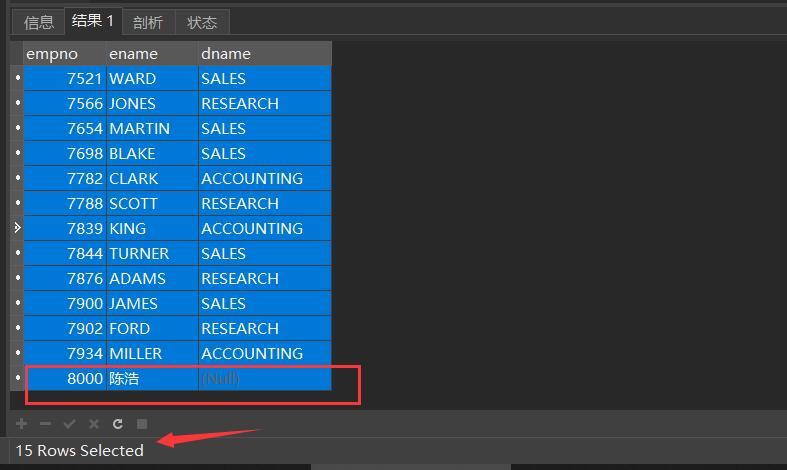 信息 结果 1 剖析 状态
empno ename dname
7521 WARD SALES
7566 JONES RESEARCH
7654 MARTIN SALES
7698 BLAKE SALES
7782 CLARK ACCOUNTING
7788 SCOTT RESEARCH
7839 KING ACCOUNTING
7844 TURNER SALES
7876 ADAMS RESEARCH
7900 JAMES SALES
7902 FORD RESEARCH
7934 MILLER ACCOUNTING
8000 陈浩 (Null)
15 Rows Selected